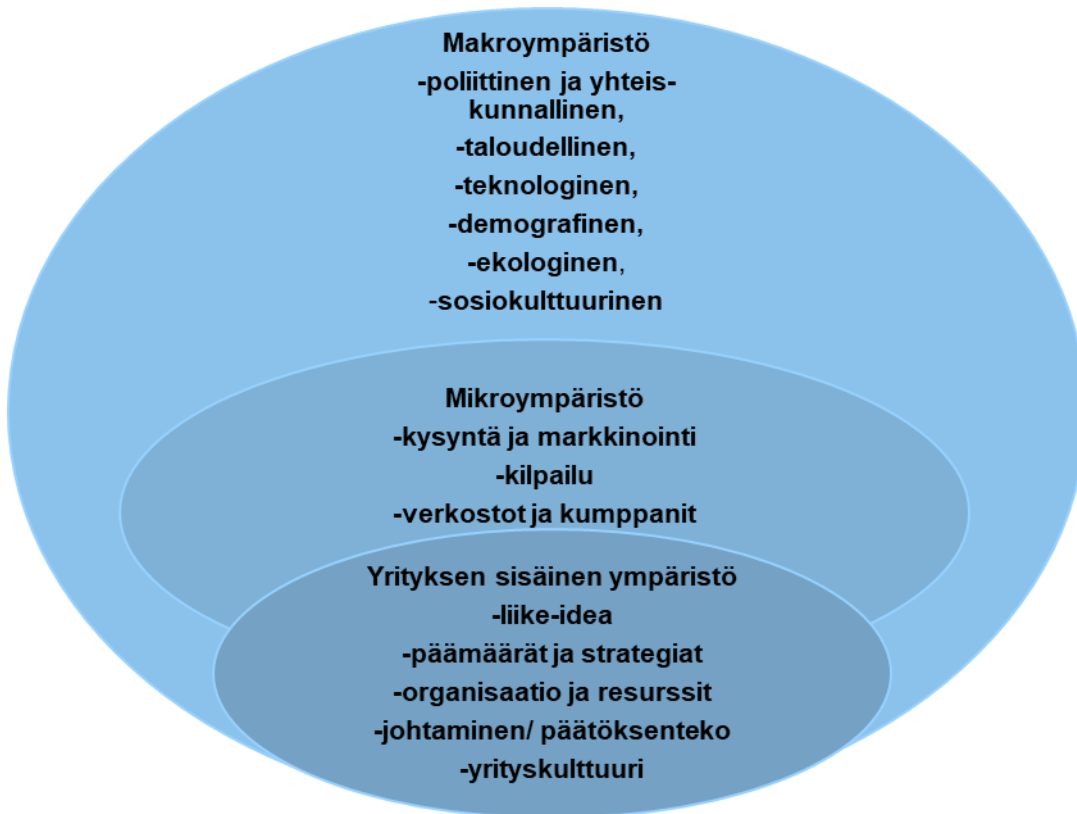 Makroympäristö
-poliittinen ja yhteis-
kunnallinen,
-taloudellinen,
-teknologinen,
-demografinen,
-ekologinen,
-sosiokulttuurinen
Mikroympäristö
-kysyntä ja markkinointi
-kilpailu
-verkostot ja kumppanit
Yrityksen sisäinen ympäristö
-liike-idea
-päämäärät ja strategiat
-organisaatio ja resurssit
-johtaminen/ päätöksenteko
-yrityskulttuuri